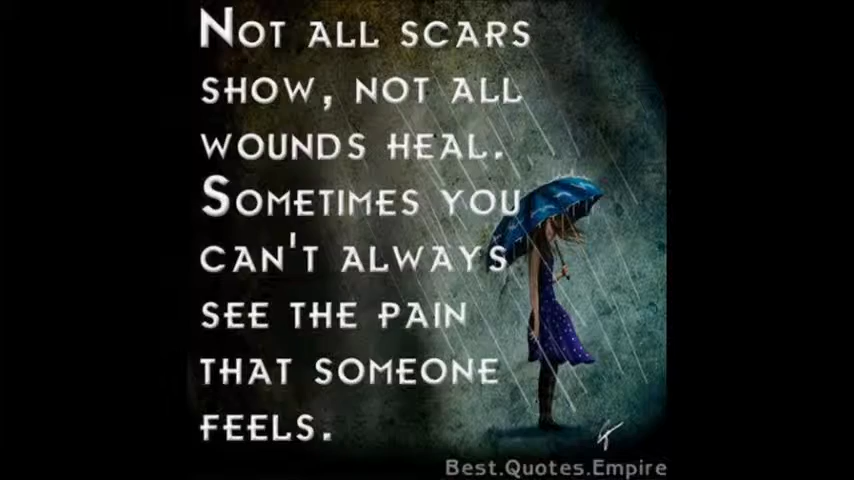 Not all scars
show, not all
wounds heal.
Sometimes you
can't always
see the pain
that someone
feels.
Best.Quotes.Empire